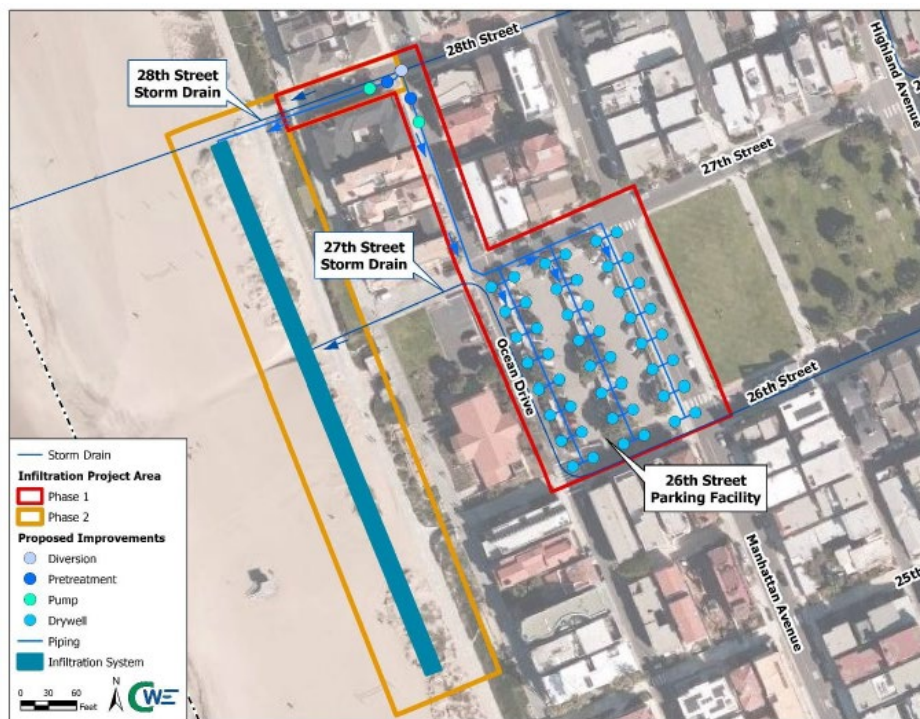 28th Street
28th Street
Storm Drain
Highland Avenue
27th Street
27th Street
Storm Drain
Ocean Drive
26th Street
26th Street
Parking Facility
Manhattan Avenue
25th
Storm Drain
Infiltration Project Area
Phase 1
Phase 2
Proposed Improvements
Diversion
Pretreatment
Pump
Drywell
Piping
Infiltration System
0 30 60
Feet
N
CWE